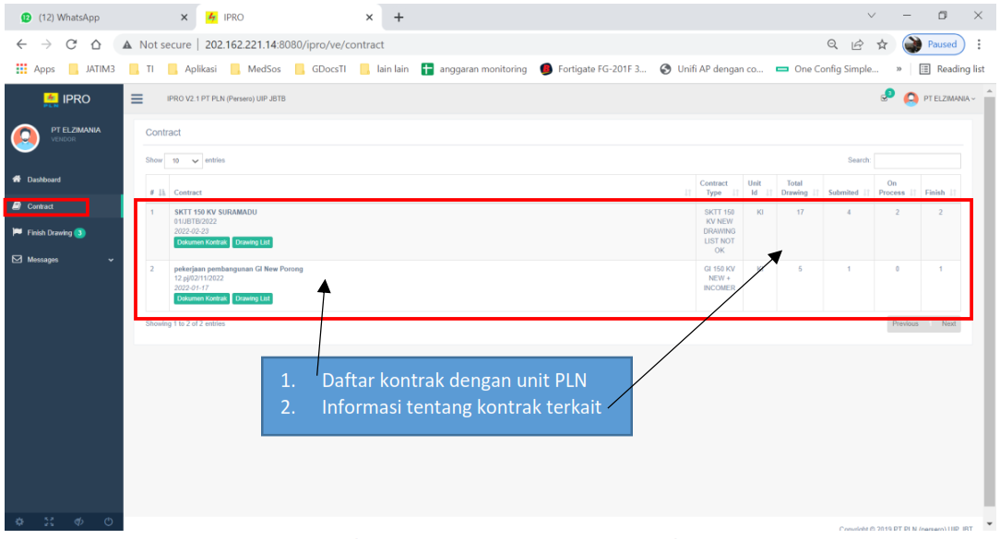 12 (12) WhatsApp
IPRO
Not secure | 202.162.221.14:8080/ipro/ve/contract
Paused
Apps JATIM3 TI Aplikasi MedSos GDocsTI lain lain anggaran monitoring Fortigate FG-201F 3... Unifi AP dengan co... One Config Simple... » Reading list
PLN IPRO
IPRO V2.1 PT PLN (Persero) UIP JBTB
3 PT ELZIMANIA
PT ELZIMANIA
VENDOR
Dashboard
Contract
Finish Drawing 3
Messages
Contract
Show 10 entries
Search:
# Contract Contract Type Unit Id Total Drawing Submited On Process Finish
1 SKTT 150 KV SURAMADU
01/JBTB/2022
2022-02-23
Dokumen Kontrak Drawing List
SKTT 150
KV NEW
DRAWING
LIST NOT
OK
KI 17 4 2 2
2 pekerjaan pembangunan GI New Porong
12.pj/02/11/2022
2022-01-17
Dokumen Kontrak Drawing List
GI 150 KV
NEW +
INCOMER
KI 5 1 0 1
Showing 1 to 2 of 2 entries
Previous 1 Next
1. Daftar kontrak dengan unit PLN
2. Informasi tentang kontrak terkait
Copyright © 2019 PT PLN (persero) UIP JBT